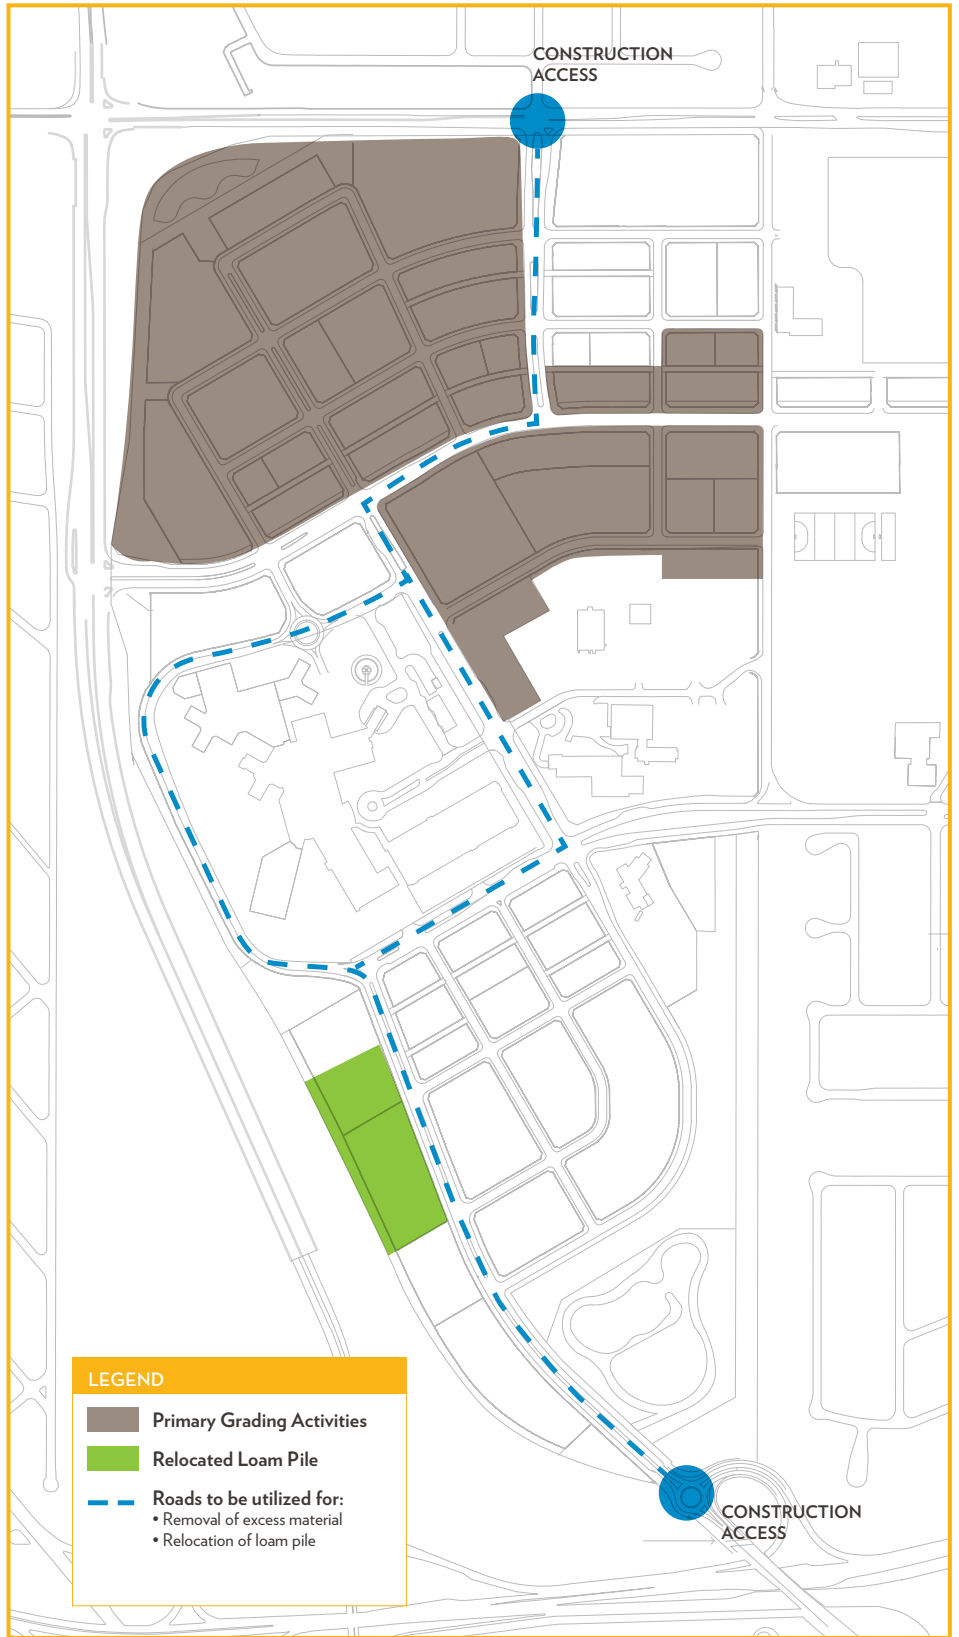 CONSTRUCTION
ACCESS
LEGEND
Primary Grading Activities
Relocated Loam Pile
Roads to be utilized for:
• Removal of excess material
• Relocation of loam pile
CONSTRUCTION
ACCESS